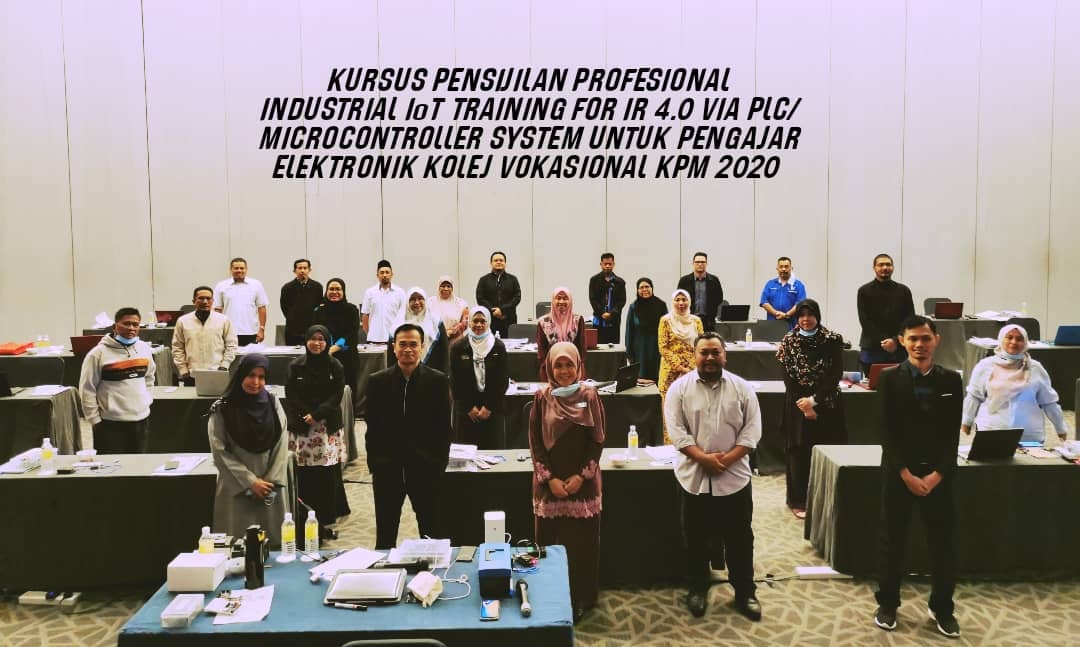 KURSUS PENSIJILAN PROFESIONAL
INDUSTRIAL IoT TRAINING FOR IR 4.0 VIA PLC/
MICROCONTROLLER SYSTEM UNTUK PENGAJAR
ELEKTRONIK KOLEJ VOKASIONAL KPM 2020